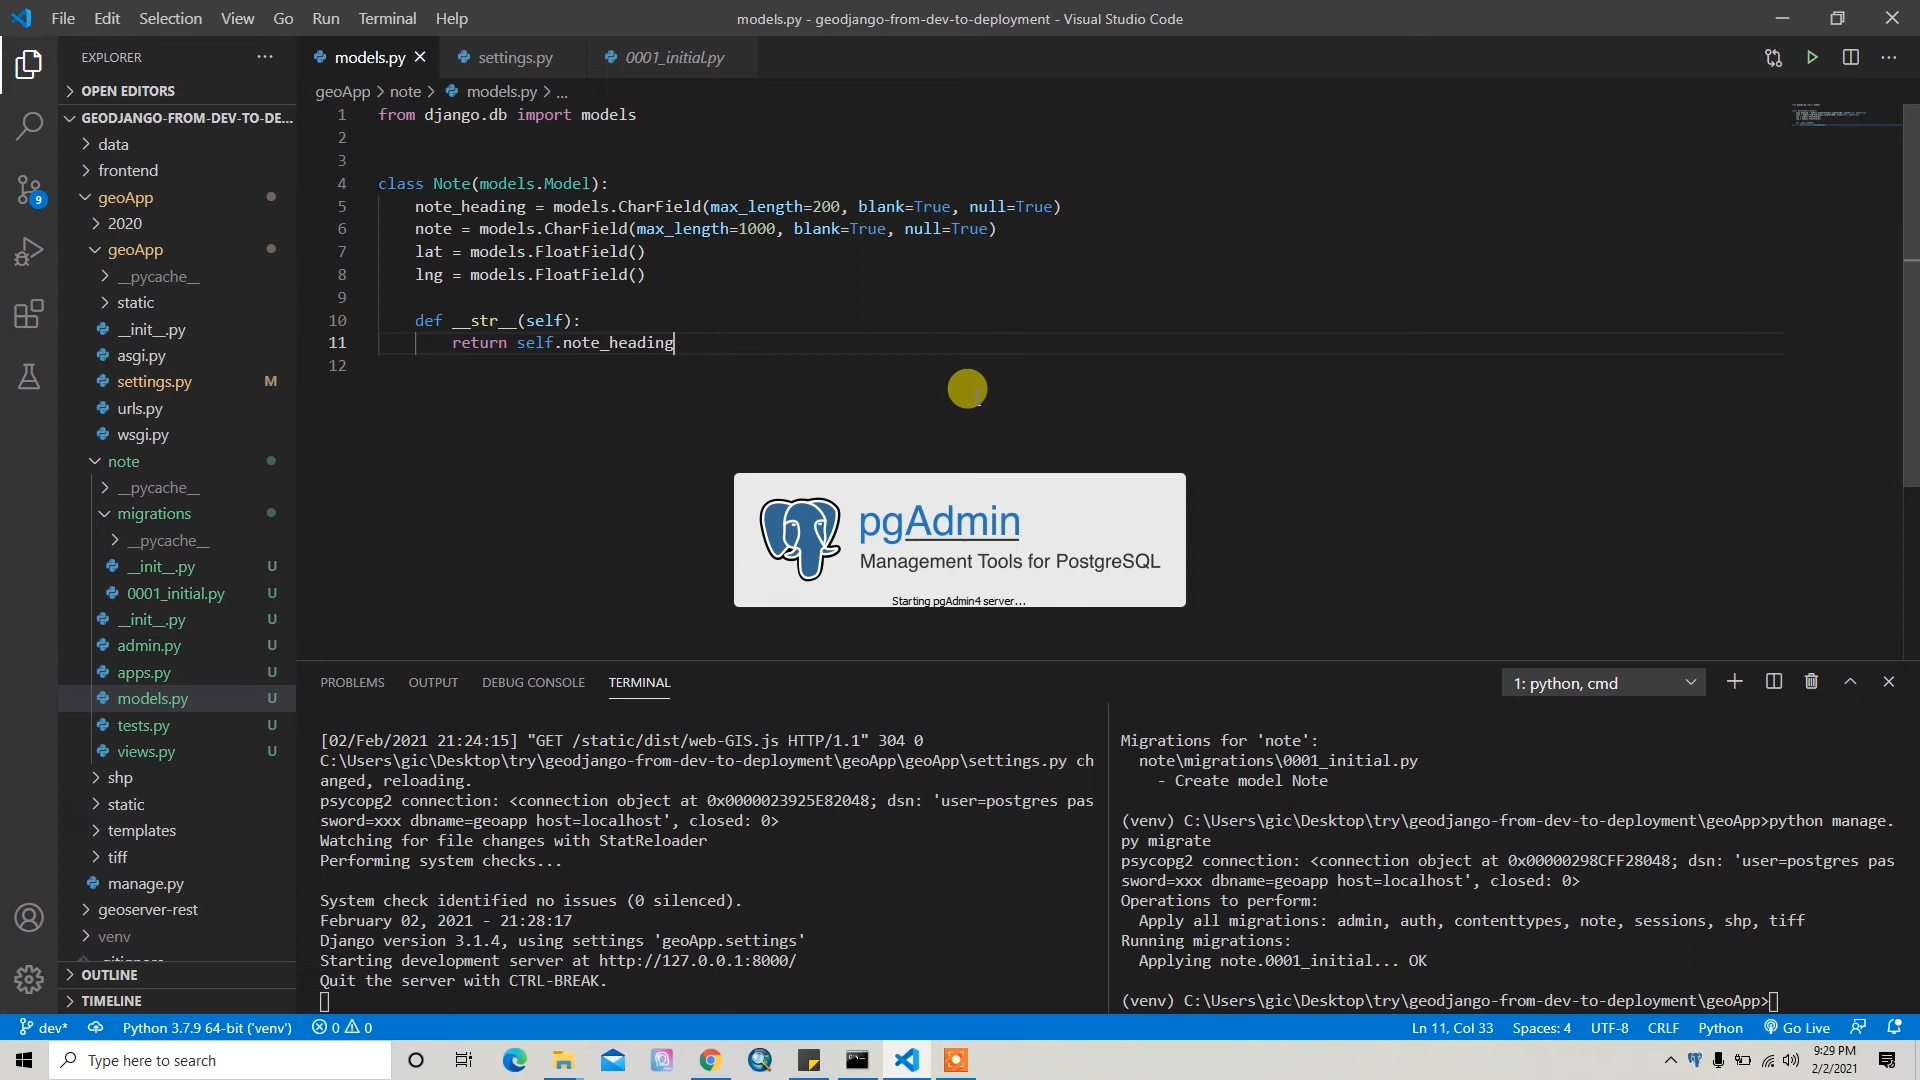 File Edit Selection View Go Run Terminal Help
models.py - geodjango-from-dev-to-deployment - Visual Studio Code
EXPLORER
models.py
settings.py
0001_initial.py
OPEN EDITORS
geoApp > note > models.py > ...
GEODJANGO-FROM-DEV-TO-DE...
data
frontend
geoApp
2020
geoApp
__pycache__
static
__init__.py
asgi.py
settings.py M
urls.py
wsgi.py
note
__pycache__
migrations
__pycache__
__init__.py U
0001_initial.py U
__init__.py U
admin.py U
apps.py U
models.py U
tests.py U
views.py U
shp
static
templates
tiff
manage.py
geoserver-rest
venv
.gitignore
OUTLINE
TIMELINE
9
1 from django.db import models
2
3
4 class Note(models.Model):
5 note_heading = models.CharField(max_length=200, blank=True, null=True)
6 note = models.CharField(max_length=1000, blank=True, null=True)
7 lat = models.FloatField()
8 lng = models.FloatField()
9
10 def __str__(self):
11 return self.note_heading
12
pgAdmin
Management Tools for PostgreSQL
Starting pgAdmin4 server...
PROBLEMS OUTPUT DEBUG CONSOLE TERMINAL
1: python, cmd
[02/Feb/2021 21:24:15] "GET /static/dist/web-GIS.js HTTP/1.1" 304 0
C:\Users\gic\Desktop\try\geodjango-from-dev-to-deployment\geoApp\geoApp\settings.py ch
anged, reloading.
psycopg2 connection: <connection object at 0x0000023925E82048; dsn: 'user=postgres pas
sword=xxx dbname=geoapp host=localhost', closed: 0>
Watching for file changes with StatReloader
Performing system checks...
System check identified no issues (0 silenced).
February 02, 2021 - 21:28:17
Django version 3.1.4, using settings 'geoApp.settings'
Starting development server at http://127.0.0.1:8000/
Quit the server with CTRL-BREAK.
Migrations for 'note':
note\migrations\0001_initial.py
- Create model Note
(venv) C:\Users\gic\Desktop\try\geodjango-from-dev-to-deployment\geoApp>python manage.
py migrate
psycopg2 connection: <connection object at 0x00000298CFF28048; dsn: 'user=postgres pas
sword=xxx dbname=geoapp host=localhost', closed: 0>
Operations to perform:
Apply all migrations: admin, auth, contenttypes, note, sessions, shp, tiff
Running migrations:
Applying note.0001_initial... OK
(venv) C:\Users\gic\Desktop\try\geodjango-from-dev-to-deployment\geoApp>
dev* Python 3.7.9 64-bit ('venv') 0 0
Ln 11, Col 33 Spaces: 4 UTF-8 CRLF Python Go Live
Type here to search
9:29 PM
2/2/2021